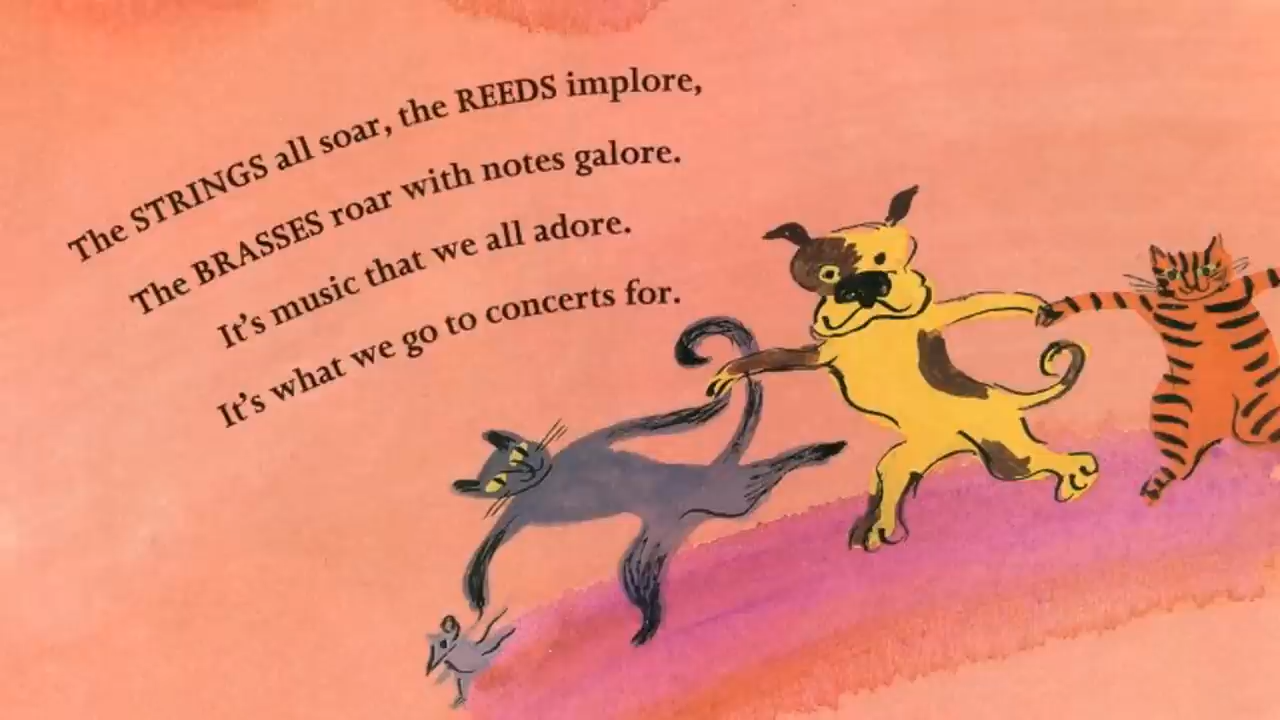 The STRINGS all soar, the REEDS implore,
The BRASSES roar with notes galore.
It's music that we all adore.
It's what we go to concerts for.